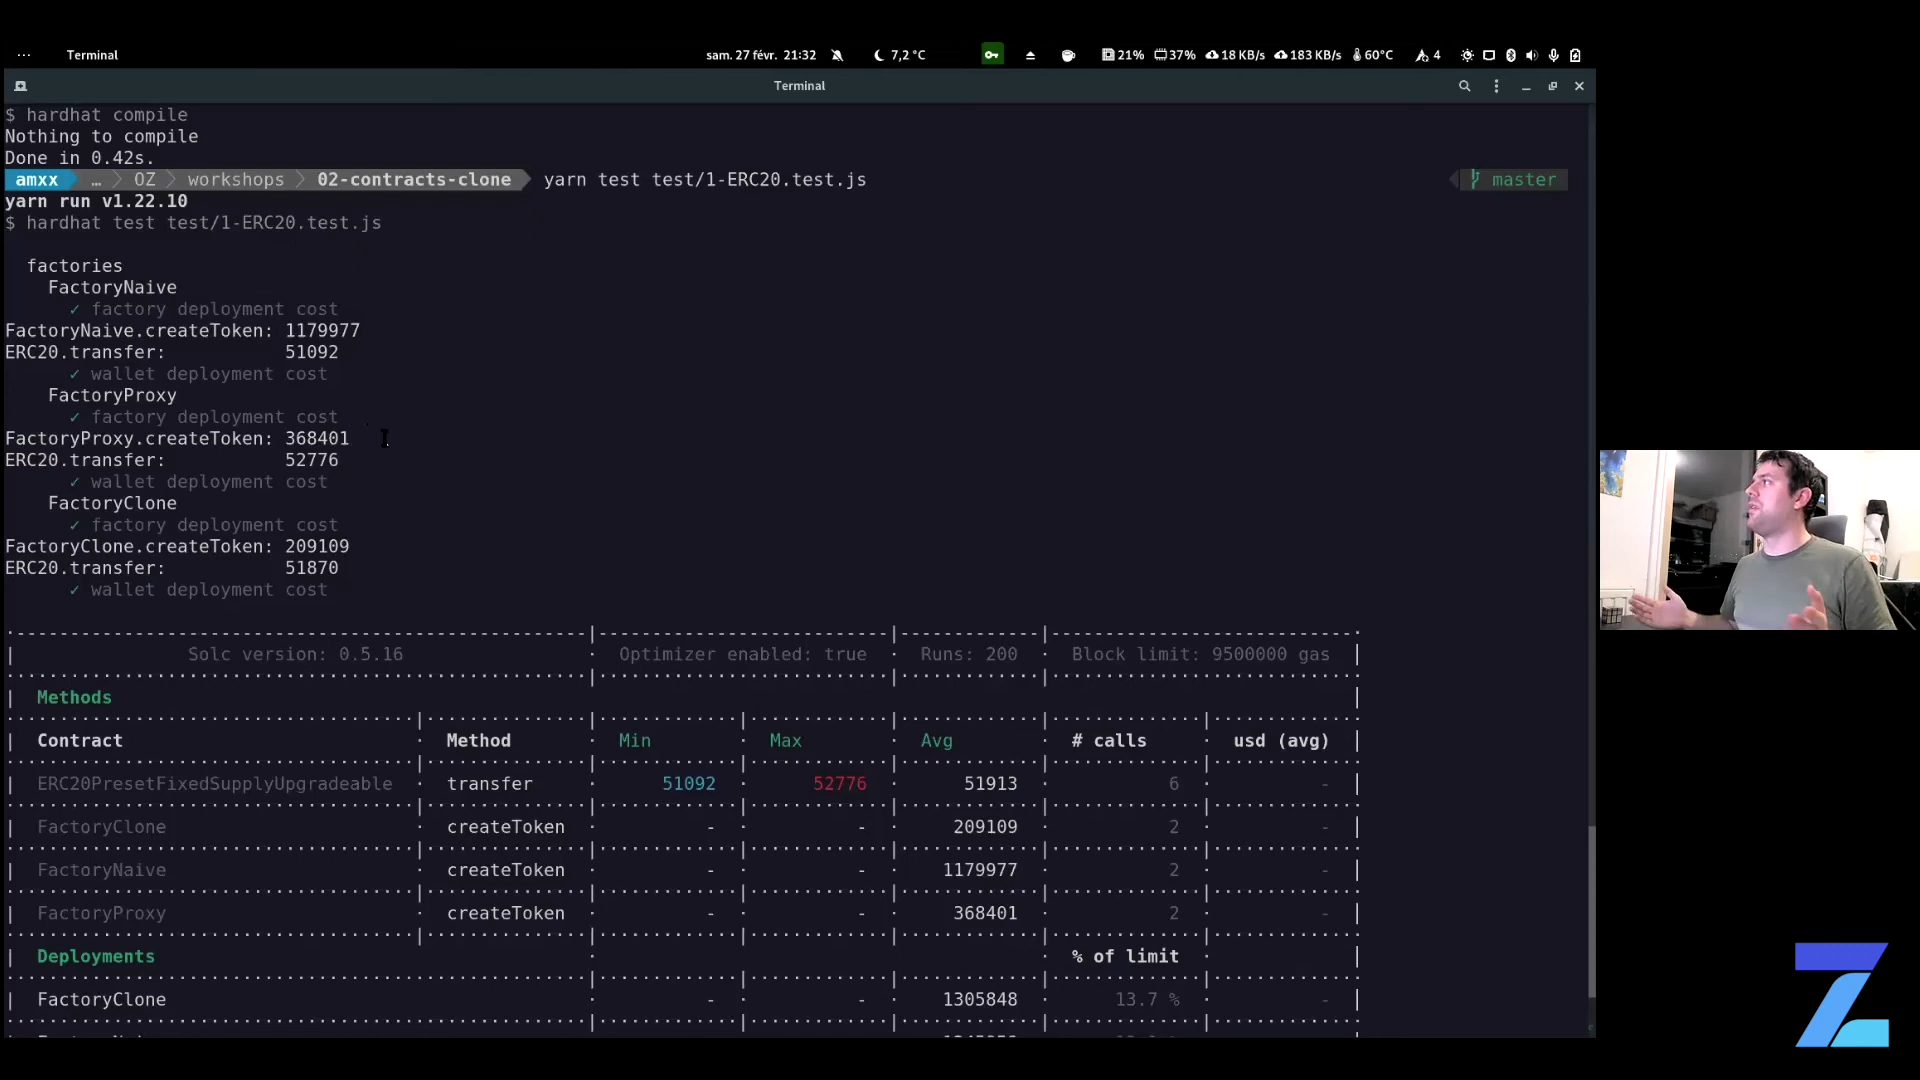 ... Terminal sam. 27 févr. 21:32 7,2 °C 21% 37% 18 KB/s 183 KB/s 60°C 4
Terminal
$ hardhat compile
Nothing to compile
Done in 0.42s.
amxx … OZ workshops 02-contracts-clone yarn test test/1-ERC20.test.js master
yarn run v1.22.10
$ hardhat test test/1-ERC20.test.js
factories
FactoryNaive
✓ factory deployment cost
FactoryNaive.createToken: 1179977
ERC20.transfer: 51092
✓ wallet deployment cost
FactoryProxy
✓ factory deployment cost
FactoryProxy.createToken: 368401
ERC20.transfer: 52776
✓ wallet deployment cost
FactoryClone
✓ factory deployment cost
FactoryClone.createToken: 209109
ERC20.transfer: 51870
✓ wallet deployment cost
Solc version: 0.5.16 · Optimizer enabled: true · Runs: 200 · Block limit: 9500000 gas
Methods
Contract · Method · Min · Max · Avg · # calls · usd (avg)
ERC20PresetFixedSupplyUpgradeable · transfer · 51092 · 52776 · 51913 · 6 · -
FactoryClone · createToken · - · - · 209109 · 2 · -
FactoryNaive · createToken · - · - · 1179977 · 2 · -
FactoryProxy · createToken · - · - · 368401 · 2 · -
Deployments · · % of limit ·
FactoryClone · - · - · 1305848 · 13.7 % · -